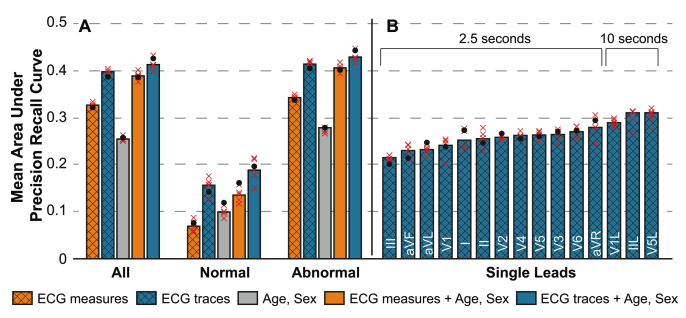 A
B
0.5
0.4
0.3
0.2
0.1
0
Mean Area Under
Precision Recall Curve
2.5 seconds
10 seconds
III
aVF
aVL
V1
I
II
V2
V4
V5
V3
V6
aVR
V1L
IIL
V5L
All
Normal
Abnormal
Single Leads
ECG measures
ECG traces
Age, Sex
ECG measures + Age, Sex
ECG traces + Age, Sex